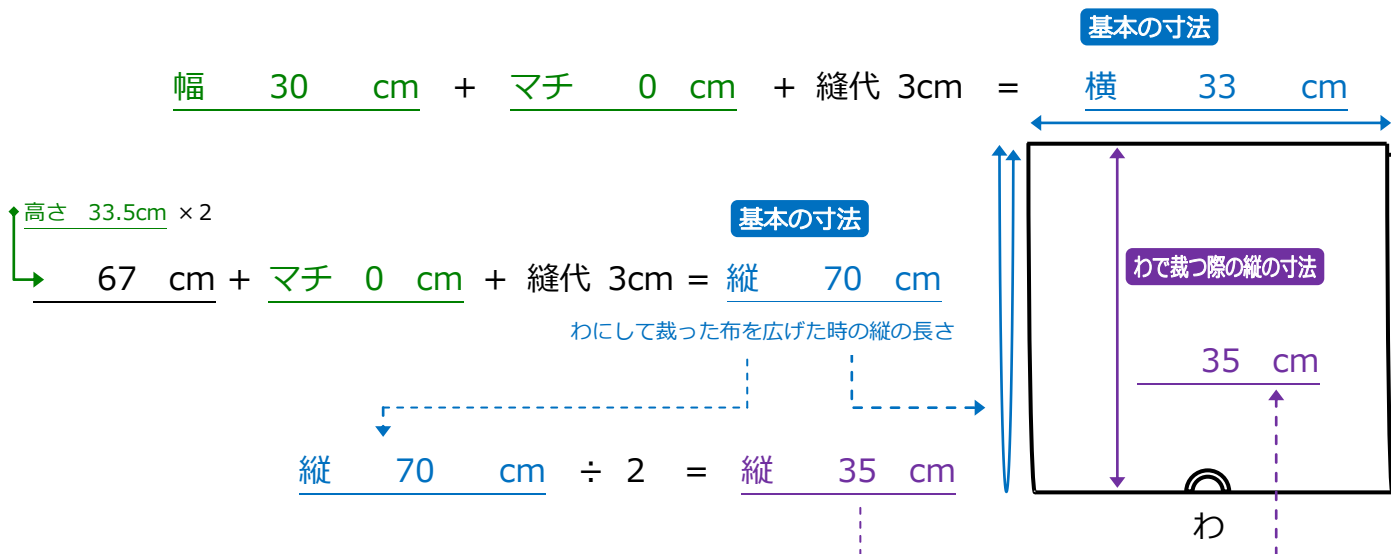 基本の寸法
幅 30 cm + マチ 0 cm + 縫代 3cm = 横 33 cm
高さ 33.5cm ×2
基本の寸法
67 cm + マチ 0 cm + 縫代 3cm = 縦 70 cm
わで裁つ際の縦の寸法
わにして裁った布を広げた時の縦の長さ
35 cm
縦 70 cm ÷ 2 = 縦 35 cm
わ